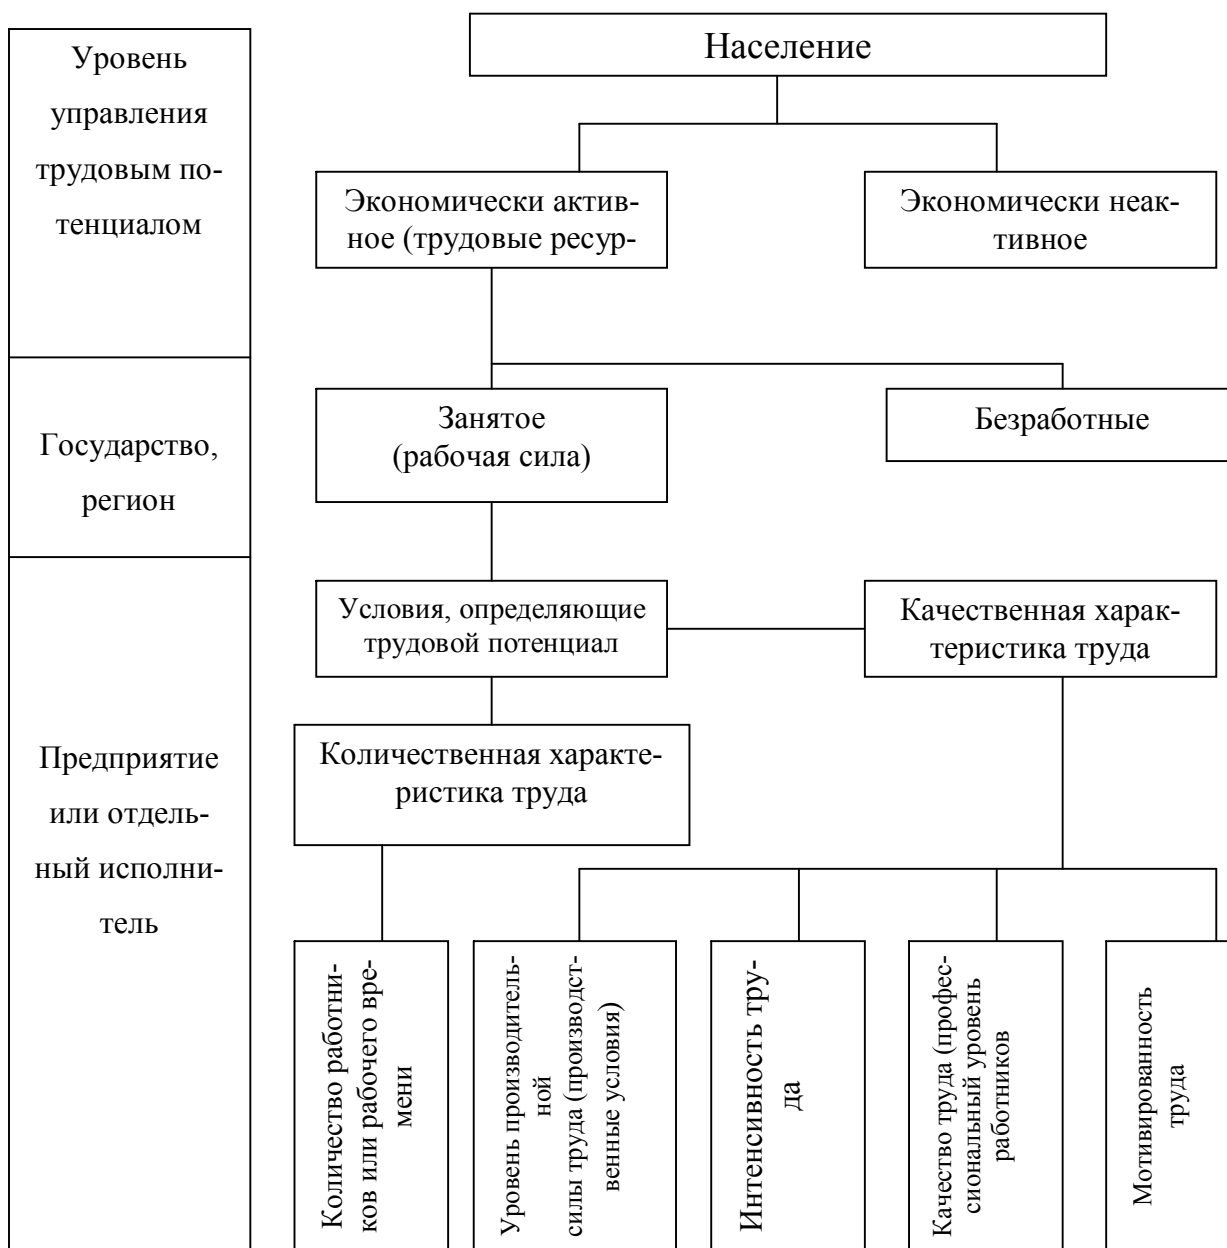 Уровень
управления
трудовым по-
тенциалом
Население
Экономически актив-
ное (трудовые ресур-
Экономически неак-
тивное
Государство,
регион
Занятое
(рабочая сила)
Безработные
Предприятие
или отдель-
ный исполни-
тель
Условия, определяющие
трудовой потенциал
Качественная харак-
теристика труда
Количественная характе-
ристика труда
Количество работни-
ков или рабочего вре-
мени
Уровень производитель-
ной
силы труда (производст-
венные условия)
Интенсивность тру-
да
Качество труда (профес-
сиональный уровень
работников
Мотивированность
труда